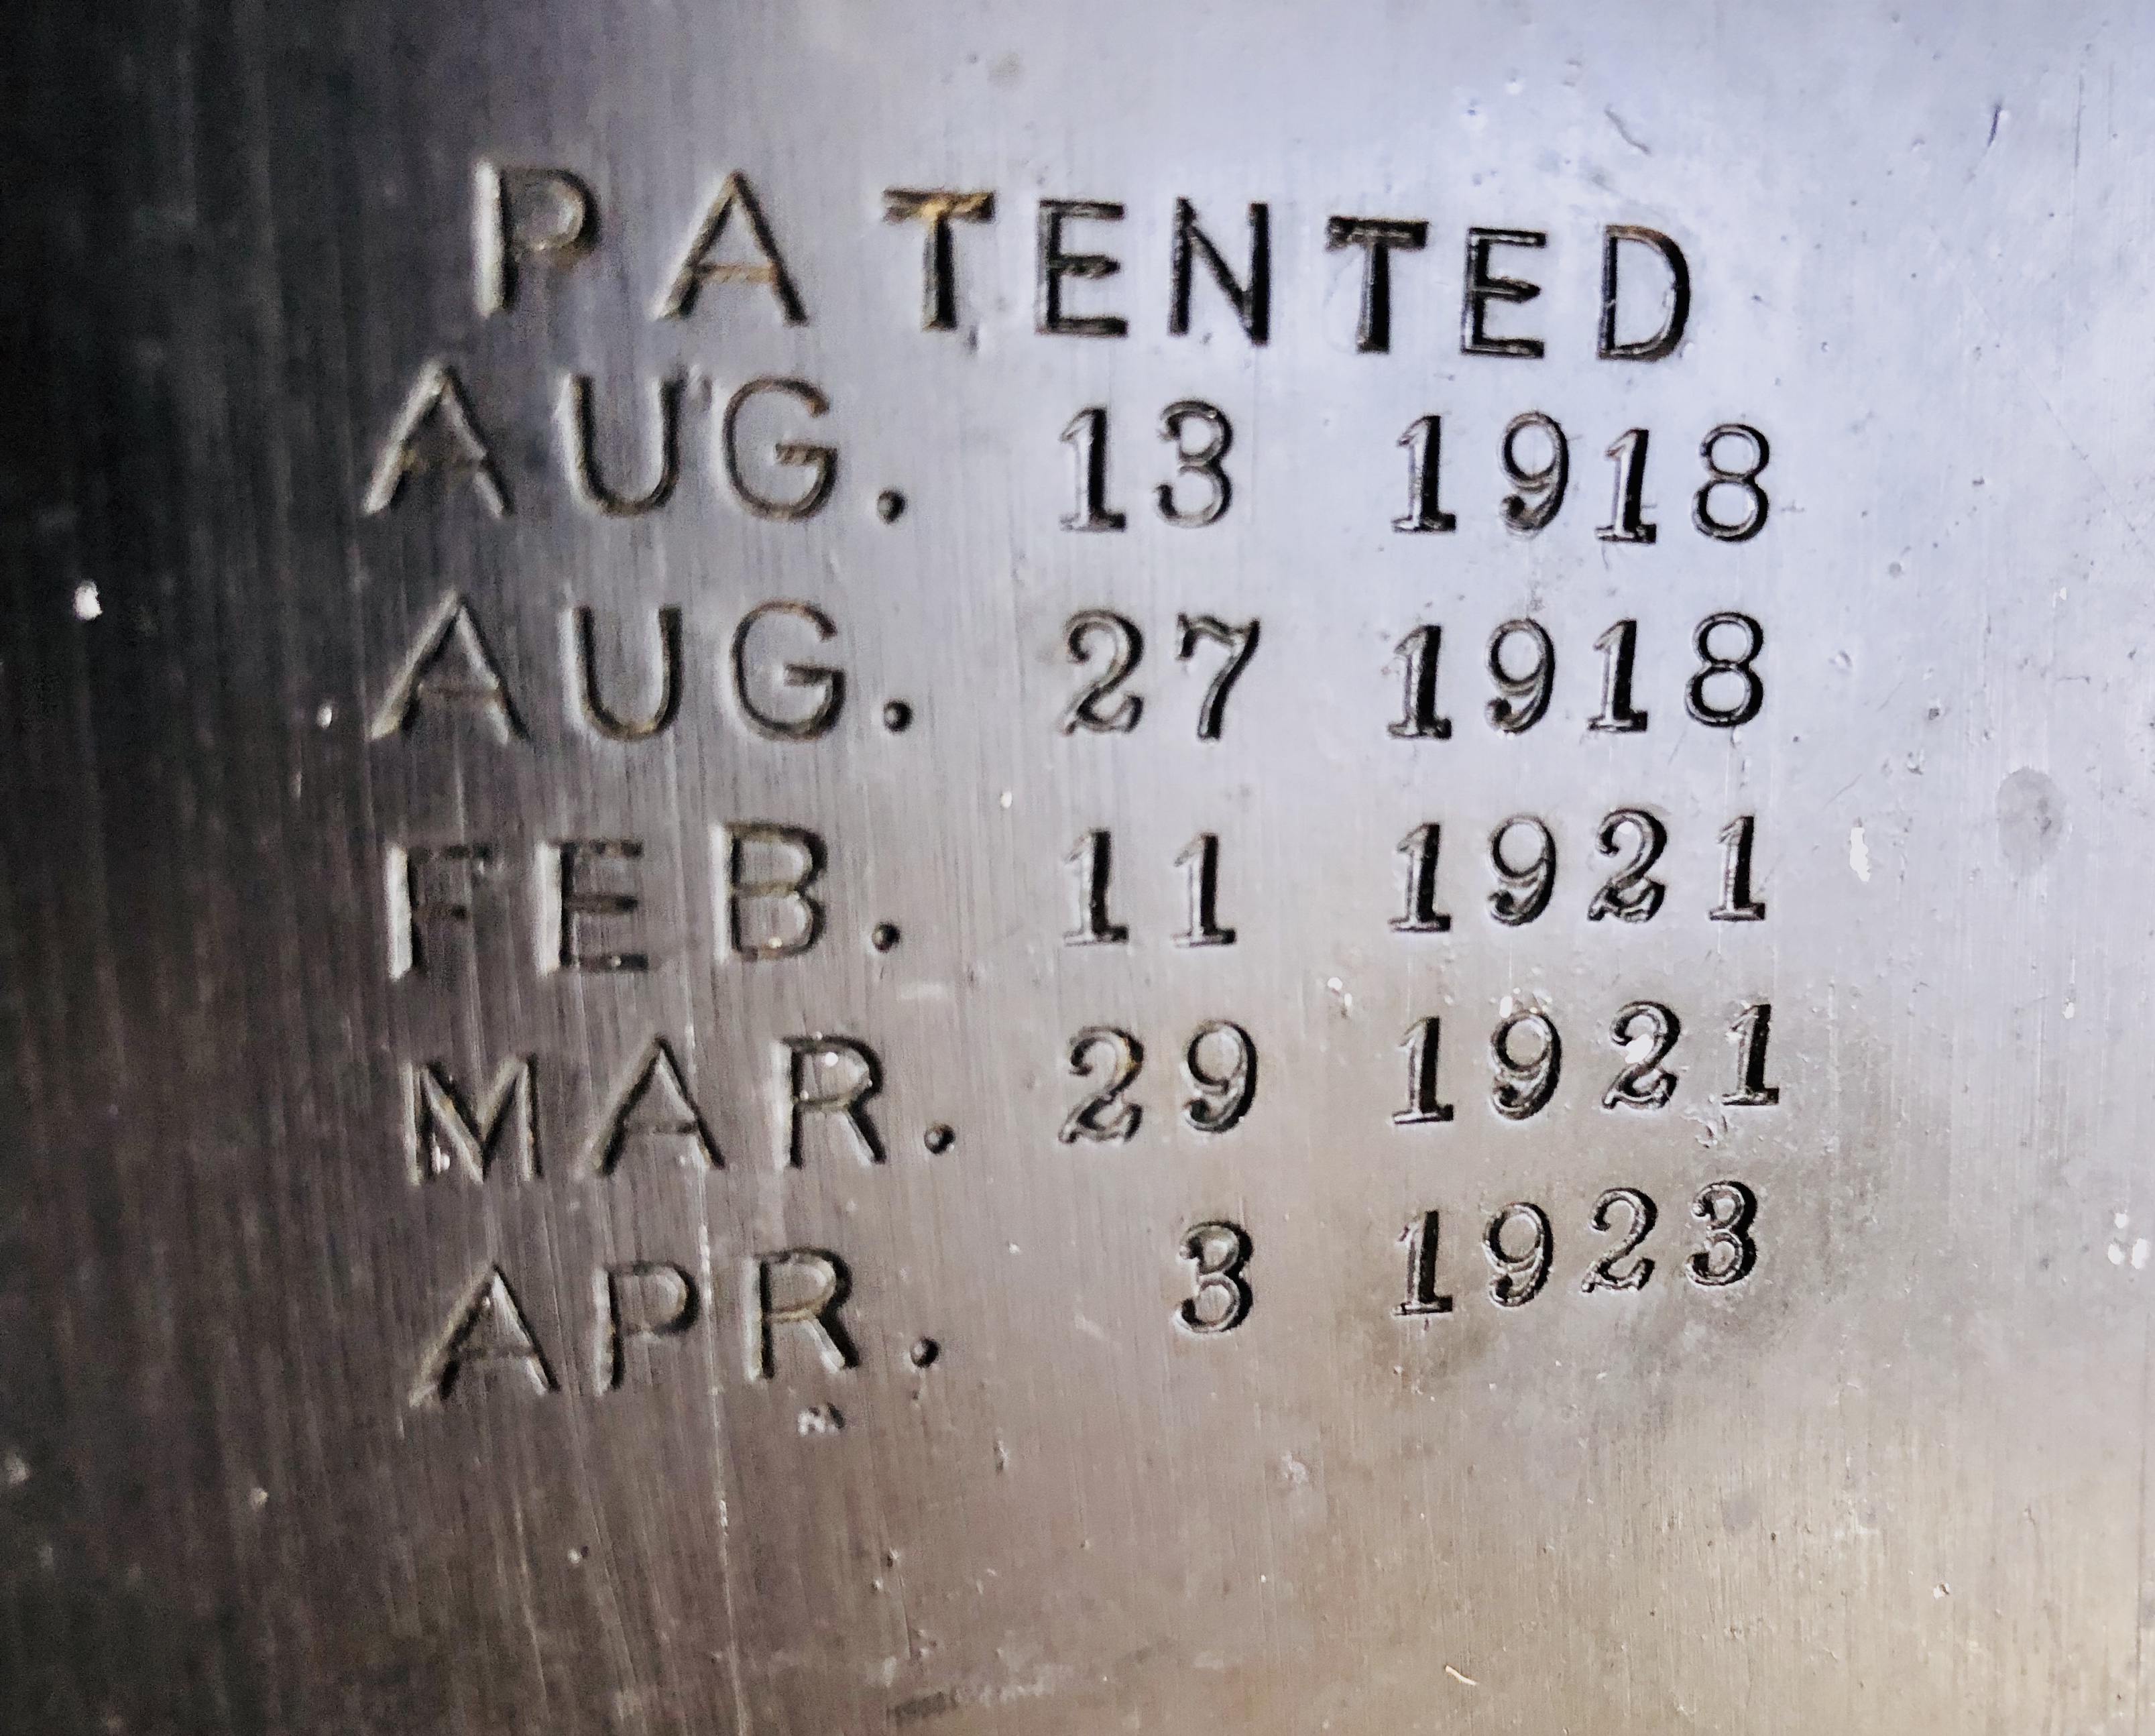 PATENTED
AUG. 13 1918
AUG. 27 1918
FEB. 11 1921
MAR. 29 1921
APR. 3 1923